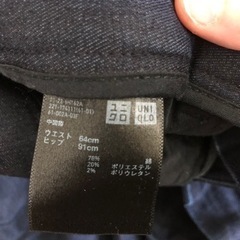 ユニ
クロ
UNI
QLO
中国製
ウエスト 64cm
ヒップ 91cm
78% 綿
20% ポリエステル
2% ポリウレタン